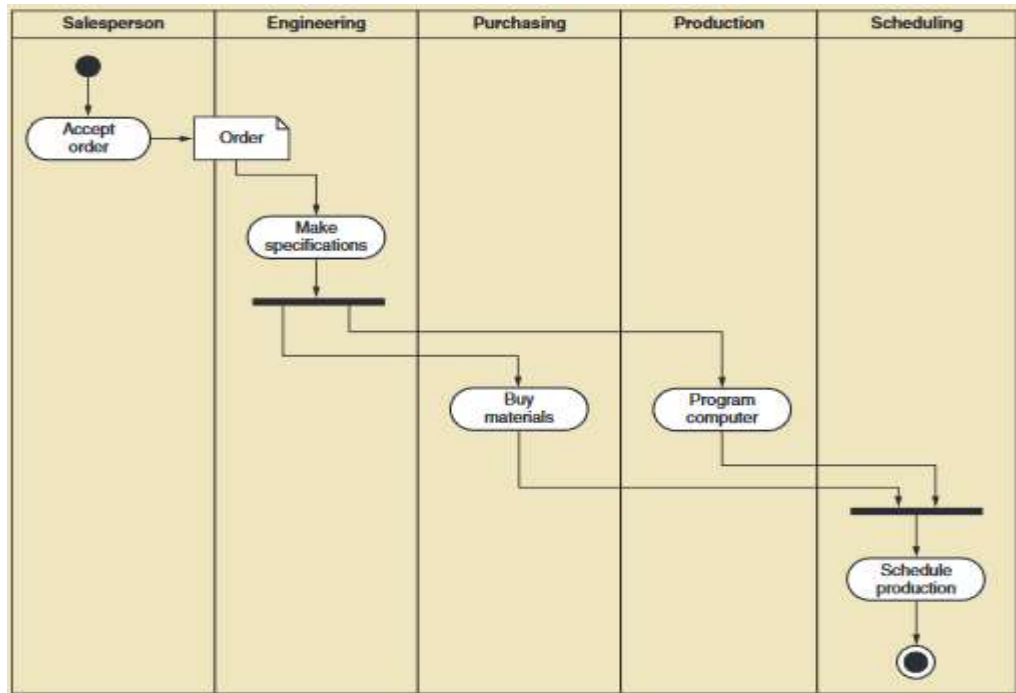 Salesperson
Engineering
Purchasing
Production
Scheduling
Accept
order
Order
Make
specifications
Buy
materials
Program
computer
Schedule
production